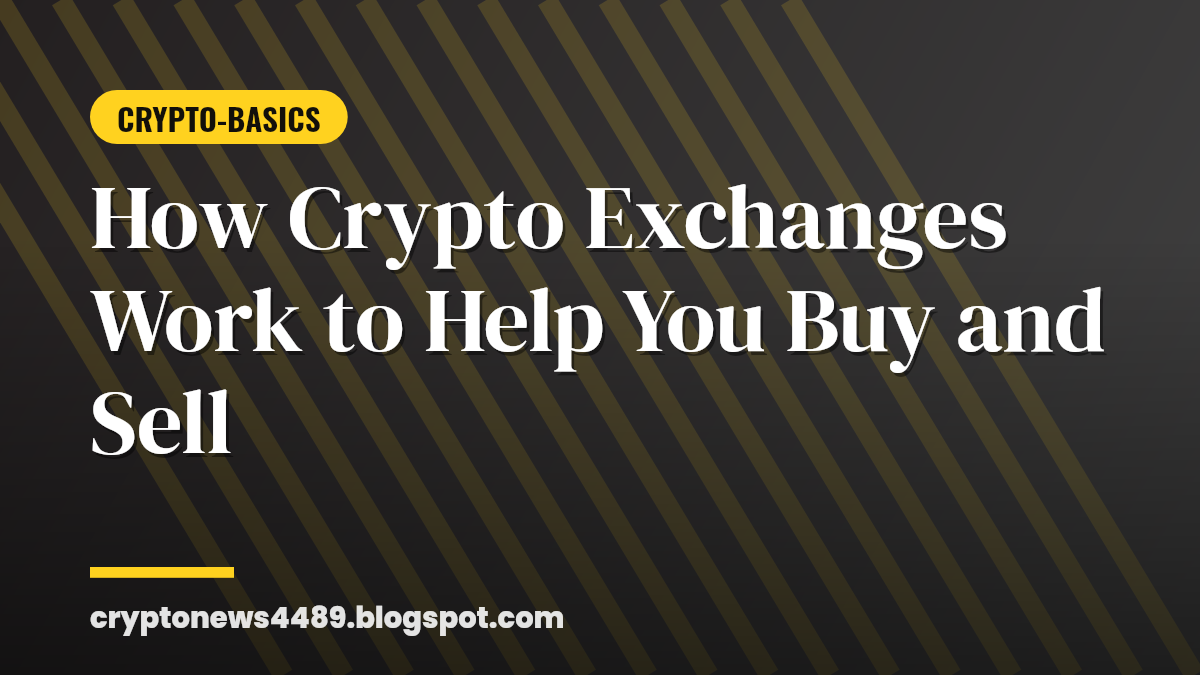 CRYPTO-BASICS
How Crypto Exchanges
Work to Help You Buy and
Sell
cryptonews4489.blogspot.com